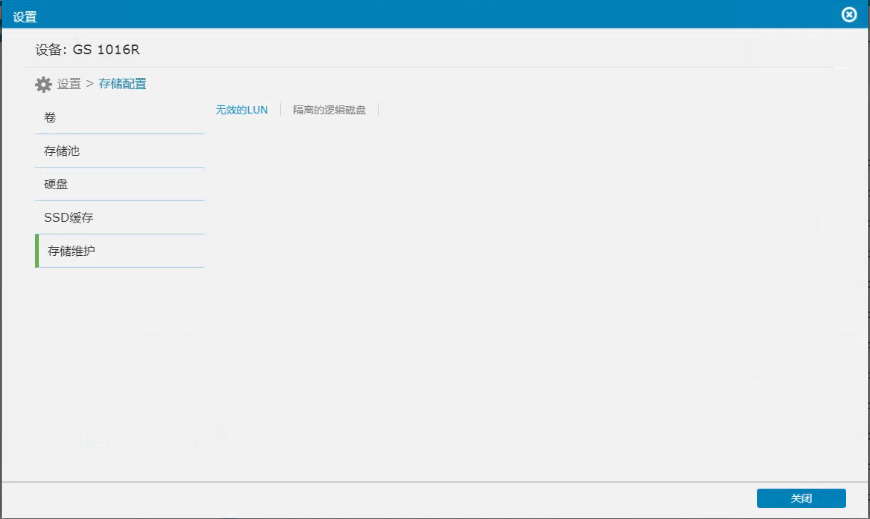 设置
设备: GS 1016R
设置 > 存储配置
卷
存储池
硬盘
SSD缓存
存储维护
无效的LUN
隔离的逻辑磁盘
关闭